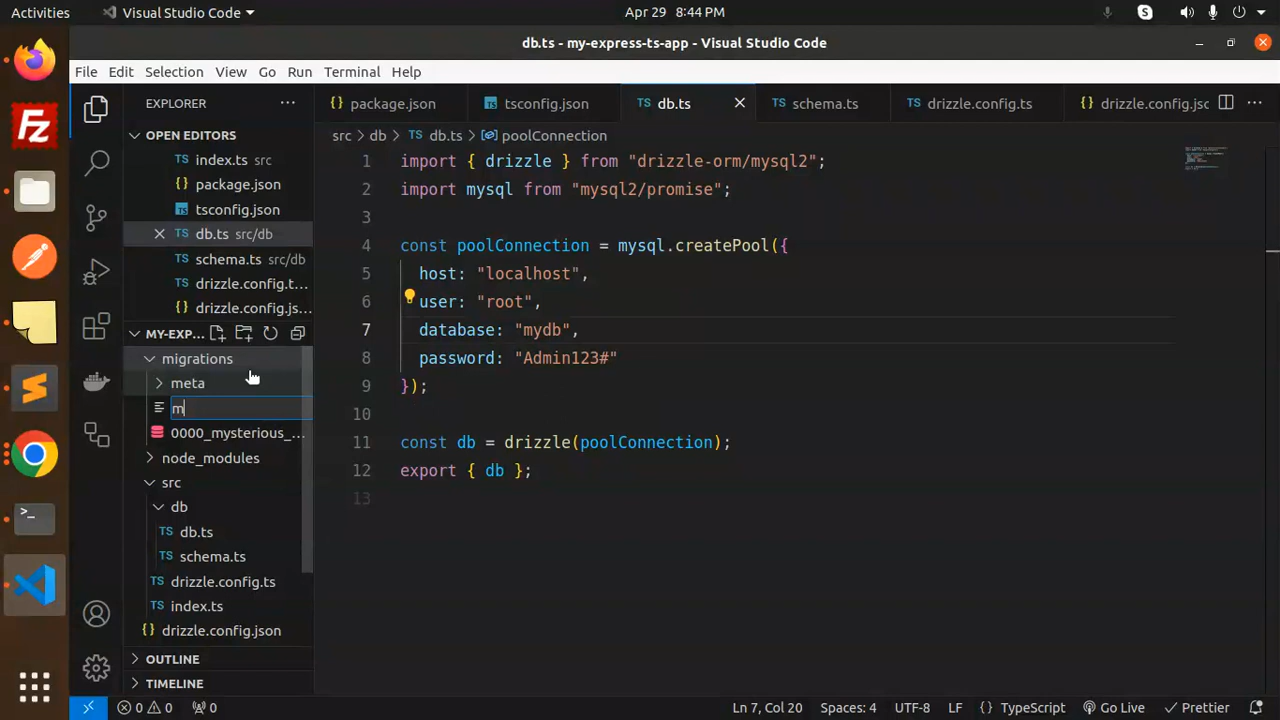 Activities
Visual Studio Code
Apr 29 8:44 PM
db.ts - my-express-ts-app - Visual Studio Code
File Edit Selection View Go Run Terminal Help
EXPLORER
package.json
tsconfig.json
db.ts
schema.ts
drizzle.config.ts
drizzle.config.jsc
OPEN EDITORS
index.ts src
package.json
tsconfig.json
db.ts src/db
schema.ts src/db
drizzle.config.t...
drizzle.config.js...
MY-EXP...
migrations
meta
m
0000_mysterious_...
node_modules
src
db
db.ts
schema.ts
drizzle.config.ts
index.ts
drizzle.config.json
OUTLINE
TIMELINE
src > db > db.ts > poolConnection
1 import { drizzle } from "drizzle-orm/mysql2";
2 import mysql from "mysql2/promise";
3
4 const poolConnection = mysql.createPool({
5 host: "localhost",
6 user: "root",
7 database: "mydb",
8 password: "Admin123#"
9 });
10
11 const db = drizzle(poolConnection);
12 export { db };
13
0 0 0
Ln 7, Col 20 Spaces: 4 UTF-8 LF {} TypeScript Go Live Prettier